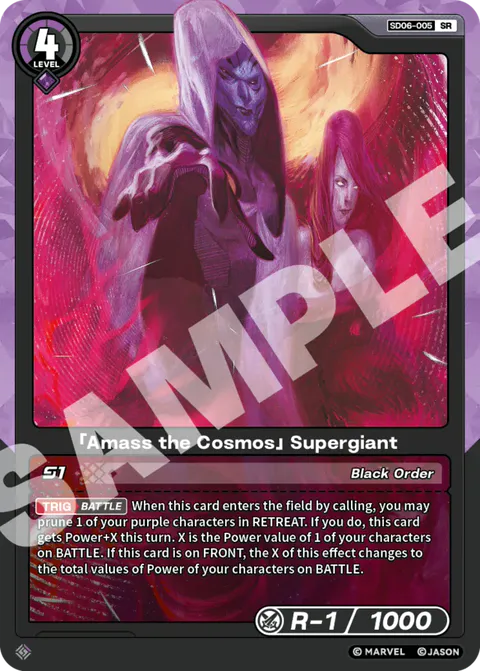 4
LEVEL
SD06-005 SR
SAMPLE
「Amass the Cosmos」 Supergiant
S1
Black Order
TRIG BATTLE When this card enters the field by calling, you may
prune 1 of your purple characters in RETREAT. If you do, this card
gets Power+X this turn. X is the Power value of 1 of your characters
on BATTLE. If this card is on FRONT, the X of this effect changes to
the total values of Power of your characters on BATTLE.
R-1 / 1000
© MARVEL ©JASON